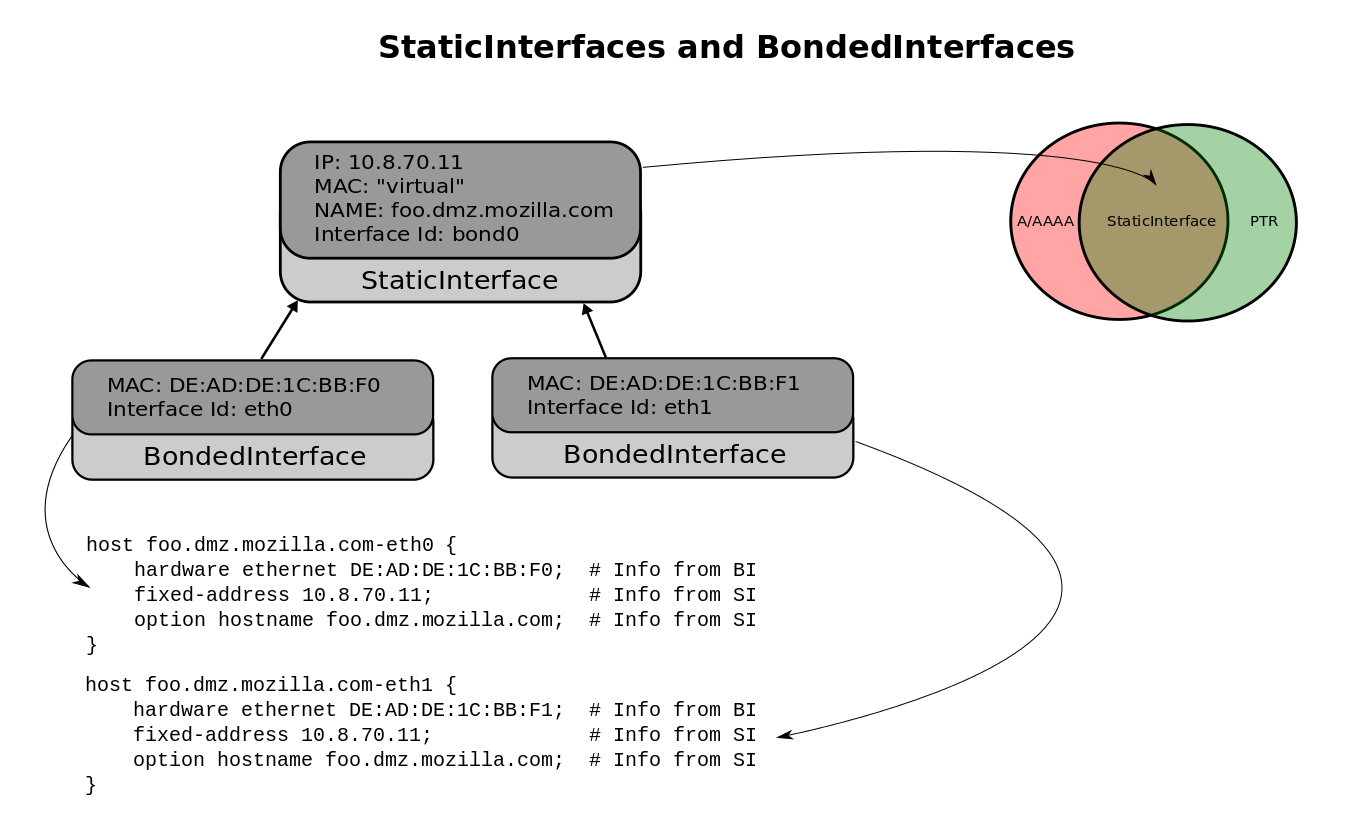 StaticInterfaces and BondedInterfaces
IP: 10.8.70.11
MAC: "virtual"
NAME: foo.dmz.mozilla.com
Interface Id: bond0
StaticInterface
A/AAAA
StaticInterface
PTR
MAC: DE:AD:DE:1C:BB:F0
Interface Id: eth0
BondedInterface
MAC: DE:AD:DE:1C:BB:F1
Interface Id: eth1
BondedInterface
host foo.dmz.mozilla.com-eth0 {
    hardware ethernet DE:AD:DE:1C:BB:F0;  # Info from BI
    fixed-address 10.8.70.11;             # Info from SI
    option hostname foo.dmz.mozilla.com;  # Info from SI
}
host foo.dmz.mozilla.com-eth1 {
    hardware ethernet DE:AD:DE:1C:BB:F1;  # Info from BI
    fixed-address 10.8.70.11;             # Info from SI
    option hostname foo.dmz.mozilla.com;  # Info from SI
}